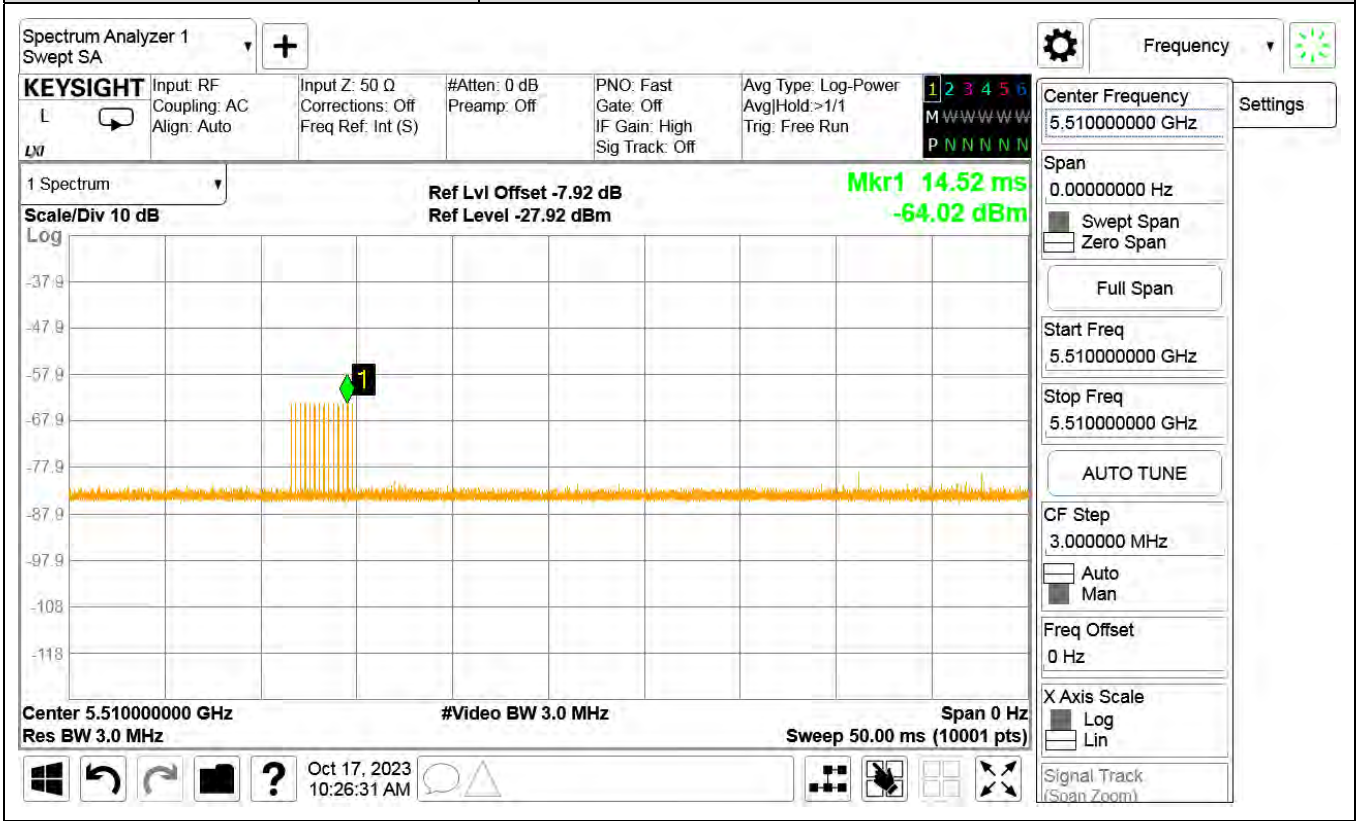 Spectrum Analyzer 1
Swept SA
+
Frequency
KEYSIGHT
L
LXI
Input: RF
Coupling: AC
Align: Auto
Input Z: 50 Ω
Corrections: Off
Freq Ref: Int (S)
#Atten: 0 dB
Preamp: Off
PNO: Fast
Gate: Off
IF Gain: High
Sig Track: Off
Avg Type: Log-Power
Avg|Hold:>1/1
Trig: Free Run
1 2 3 4 5 6
M W W W W W
P N N N N N
1 Spectrum
Scale/Div 10 dB
Log
Ref Lvl Offset -7.92 dB
Ref Level -27.92 dBm
Mkr1 14.52 ms
-64.02 dBm
-37.9
-47.9
-57.9
-67.9
-77.9
-87.9
-97.9
-108
-118
1
Center 5.510000000 GHz
Res BW 3.0 MHz
#Video BW 3.0 MHz
Span 0 Hz
Sweep 50.00 ms (10001 pts)
?
Oct 17, 2023
10:26:31 AM
Center Frequency
5.510000000 GHz
Settings
Span
0.00000000 Hz
Swept Span
Zero Span
Full Span
Start Freq
5.510000000 GHz
Stop Freq
5.510000000 GHz
AUTO TUNE
CF Step
3.000000 MHz
Auto
Man
Freq Offset
0 Hz
X Axis Scale
Log
Lin
Signal Track
(Span Zoom)